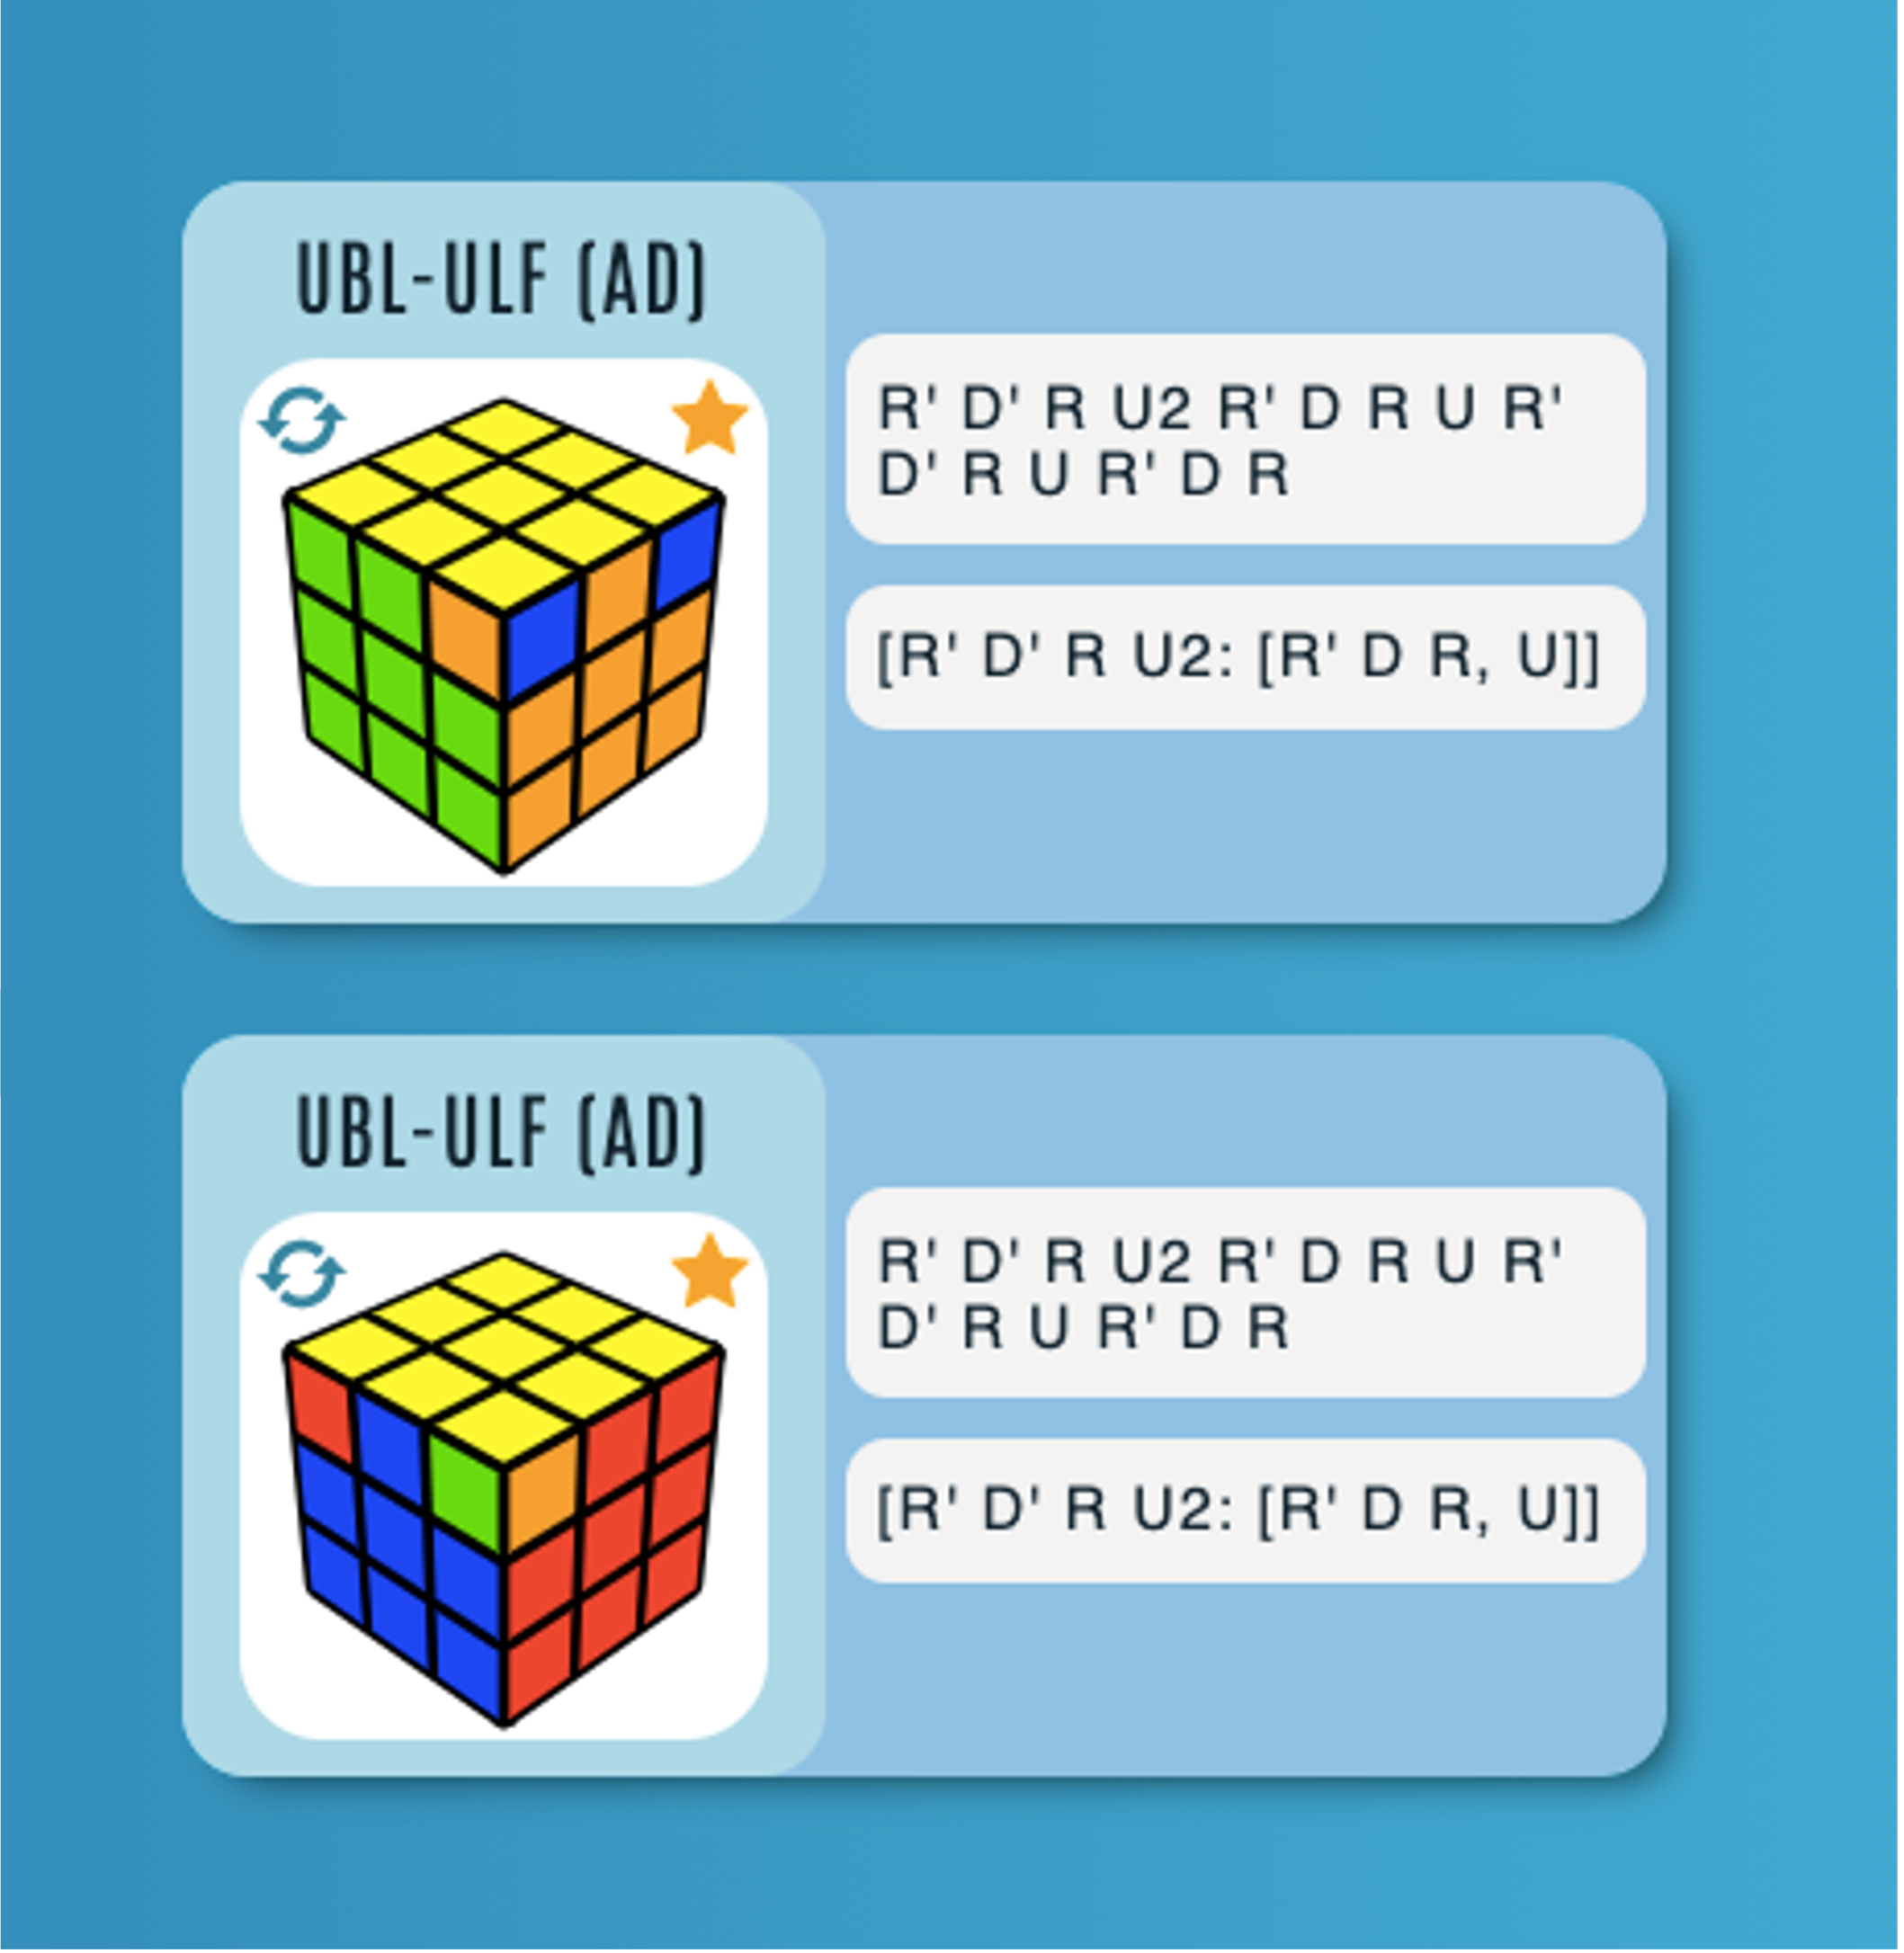 UBL-ULF (AD)
R' D' R U2 R' D R U R'
D' R U R' D R
[R' D' R U2: [R' D R, U]]
UBL-ULF (AD)
R' D' R U2 R' D R U R'
D' R U R' D R
[R' D' R U2: [R' D R, U]]